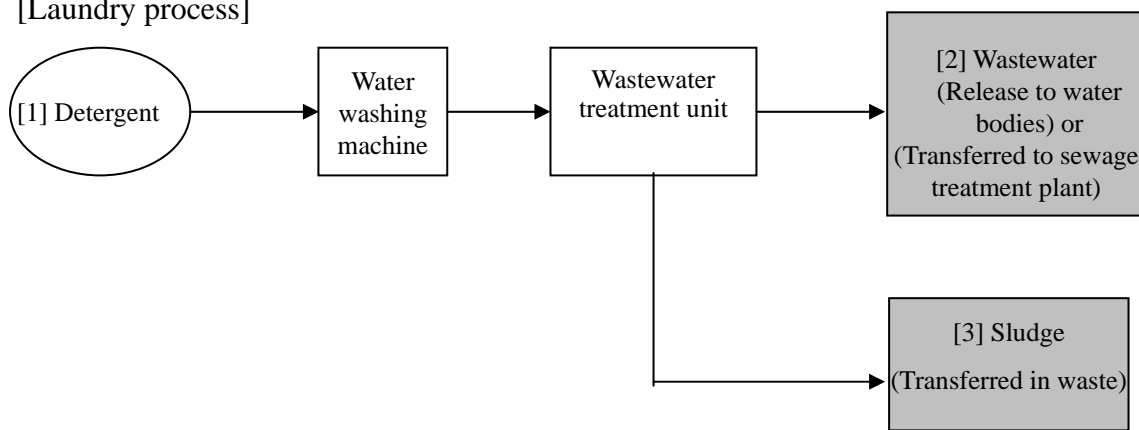 [Laundry process]
[1] Detergent
Water
washing
machine
Wastewater
treatment unit
[2] Wastewater
(Release to water
bodies) or
(Transferred to sewage
treatment plant)
[3] Sludge
(Transferred in waste)